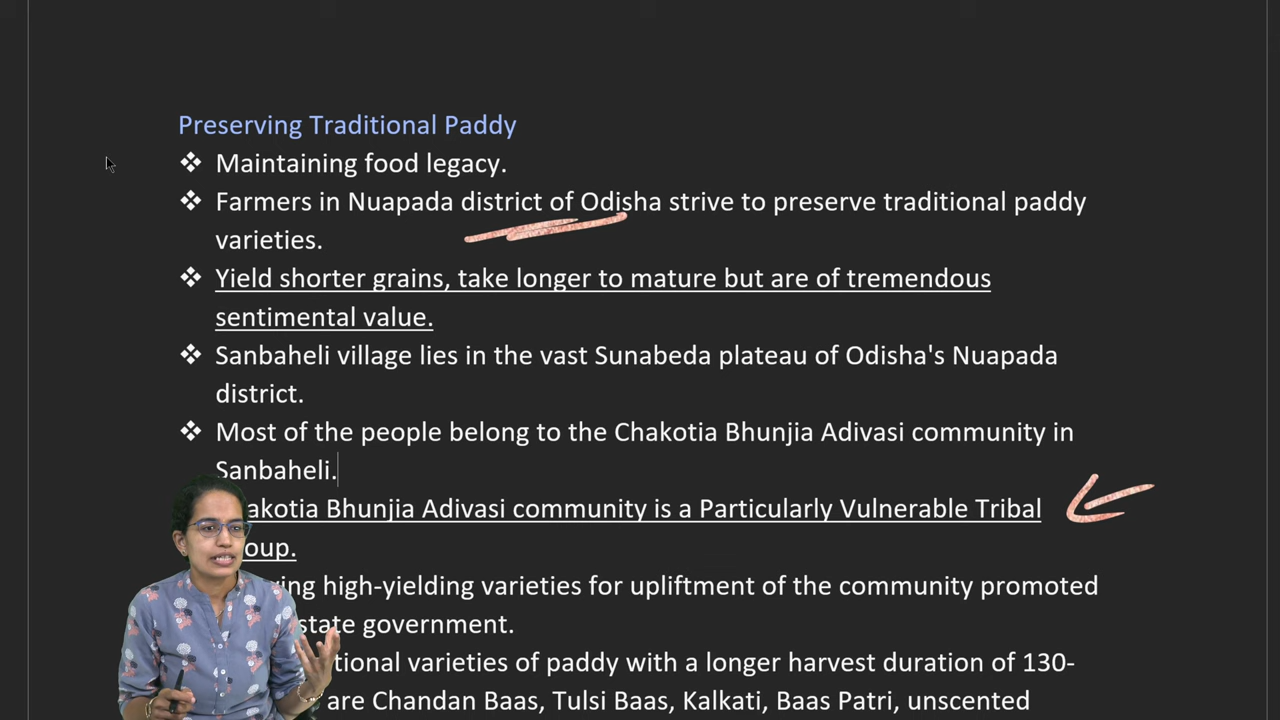 Preserving Traditional Paddy
❖ Maintaining food legacy.
❖ Farmers in Nuapada district of Odisha strive to preserve traditional paddy
varieties.
❖ Yield shorter grains, take longer to mature but are of tremendous
sentimental value.
❖ Sanbaheli village lies in the vast Sunabeda plateau of Odisha's Nuapada
district.
❖ Most of the people belong to the Chakotia Bhunjia Adivasi community in
Sanbaheli.
akotia Bhunjia Adivasi community is a Particularly Vulnerable Tribal
oup.
high-yielding varieties for upliftment of the community promoted
state government.
tional varieties of paddy with a longer harvest duration of 130-
are Chandan Baas, Tulsi Baas, Kalkati, Baas Patri, unscented